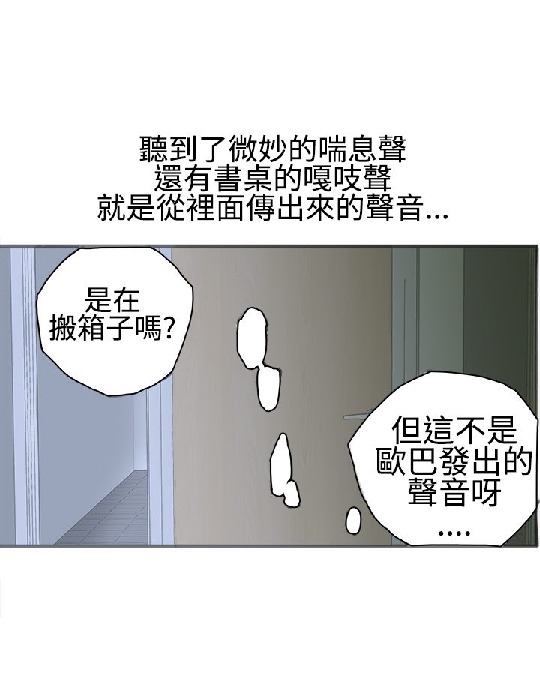 聽到了微妙的喘息聲
還有書桌的嘎吱聲
就是從裡面傳出來的聲音...
是在
搬箱子嗎?
但這不是
歐巴發出的
聲音呀
....